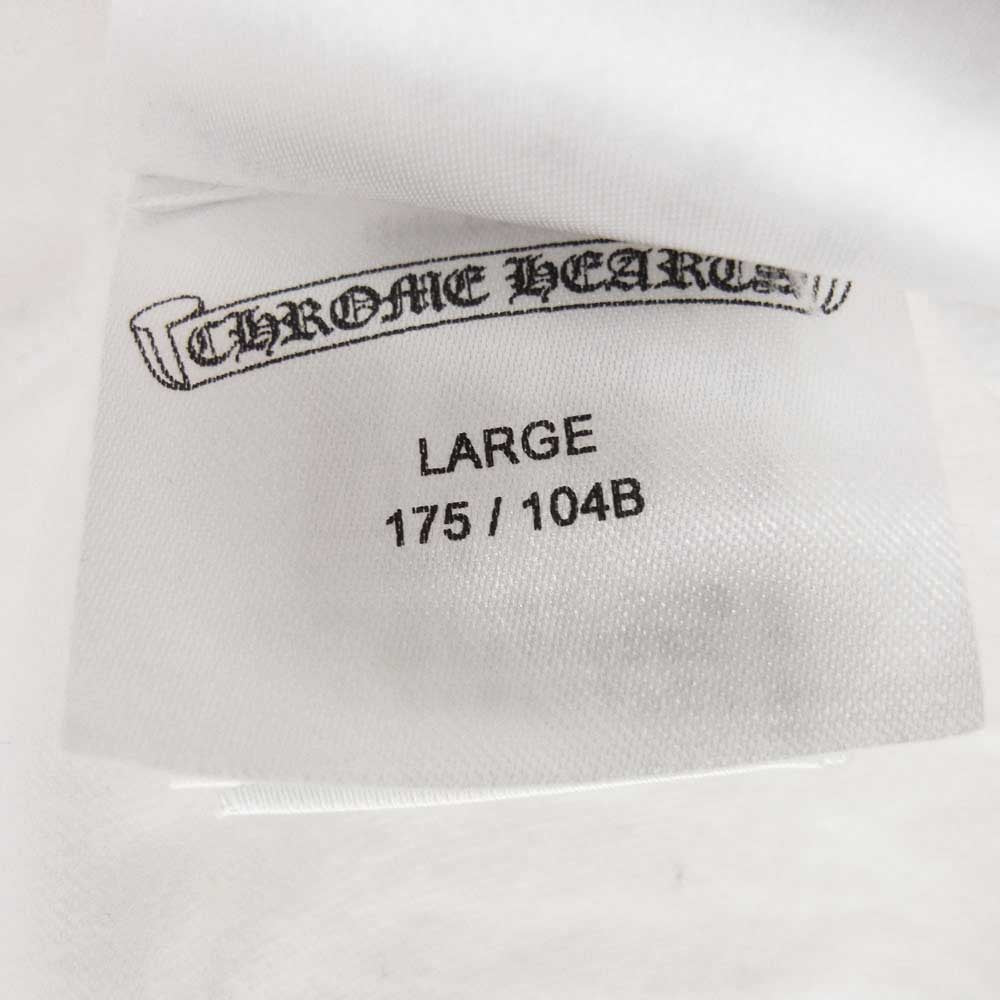 CHROME HEARTS
LARGE
175 / 104B